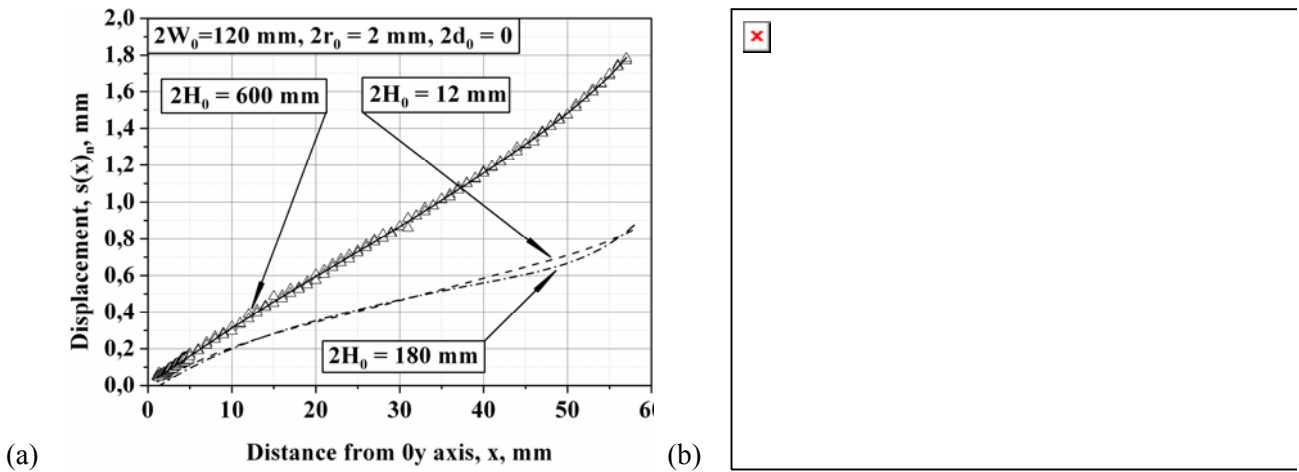 2,0
2W₀=120 mm, 2r₀ = 2 mm, 2d₀ = 0
1,8
1,6
2H₀ = 600 mm
2H₀ = 12 mm
1,4
1,2
1,0
0,8
0,6
0,4
2H₀ = 180 mm
0,2
0,0
Displacement, s(x)ₙ, mm
0 10 20 30 40 50 60
Distance from 0y axis, x, mm
(a)
(b)